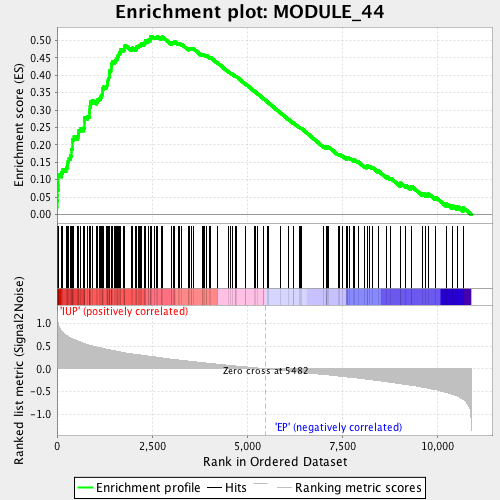 Enrichment plot: MODULE_44
Enrichment score (ES)
0.50
0.45
0.40
0.35
0.30
0.25
0.20
0.15
0.10
0.05
0.00
Ranked list metric (Signal2Noise)
1.0
0.5
0.0
-0.5
-1.0
'IUP' (positively correlated)
Zero cross at 5482
'EP' (negatively correlated)
0
2,500
5,000
7,500
10,000
Rank in Ordered Dataset
Enrichment profile
Hits
Ranking metric scores